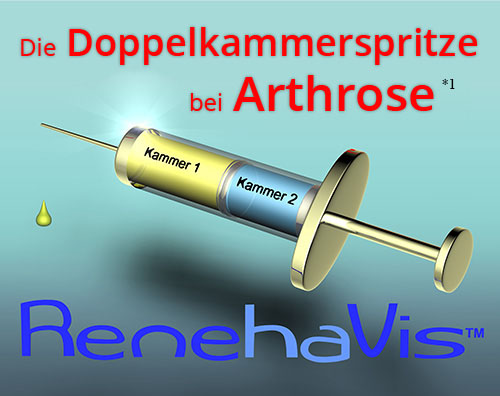 Die Doppelkammerspritze
bei Arthrose *1
Kammer 1
Kammer 2
RenehaVis™